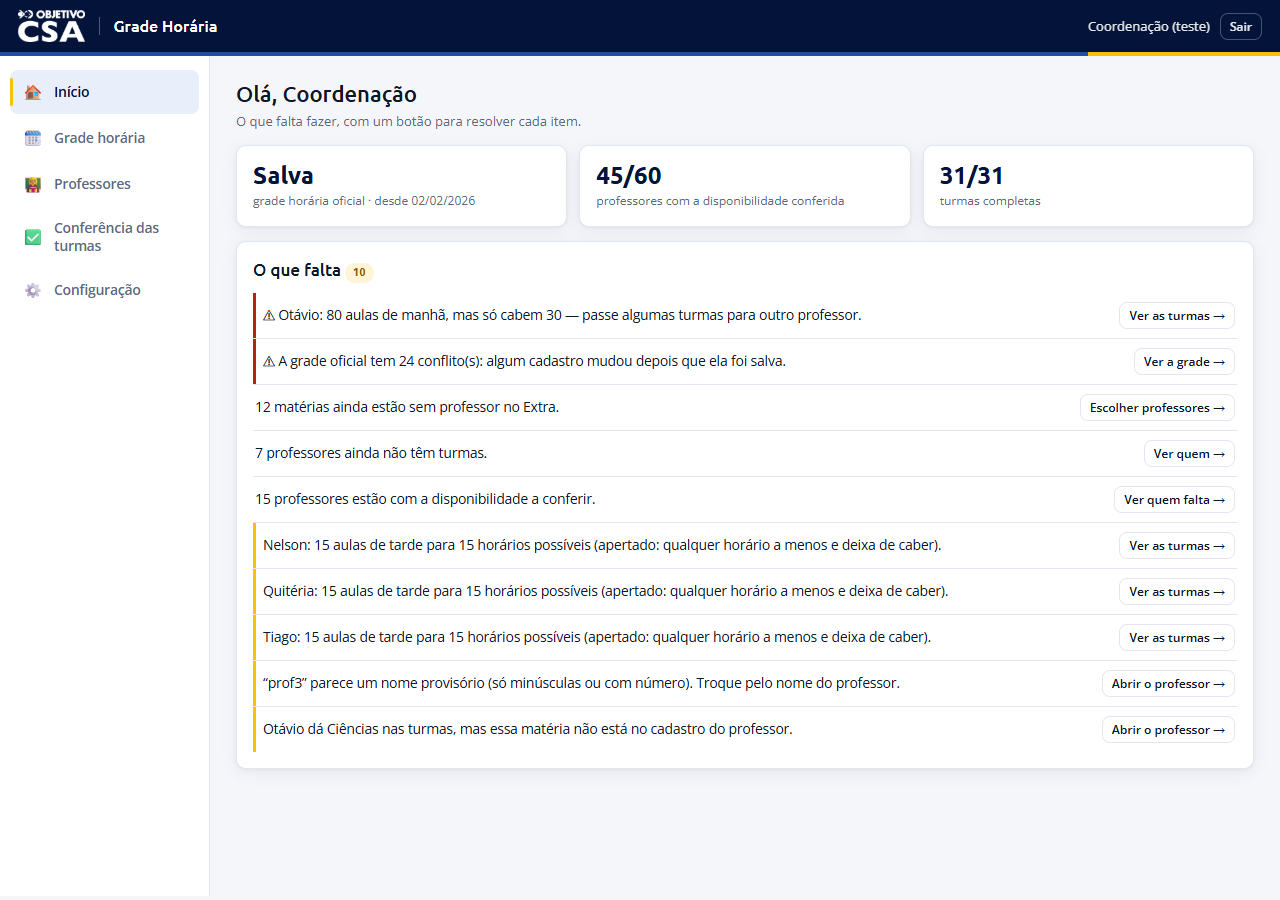 OBJETIVO
CSA
Grade Horária
Coordenação (teste)
Sair
Início
Grade horária
Professores
Conferência das
turmas
Configuração
Olá, Coordenação
O que falta fazer, com um botão para resolver cada item.
Salva
grade horária oficial · desde 02/02/2026
45/60
professores com a disponibilidade conferida
31/31
turmas completas
O que falta 10
⚠ Otávio: 80 aulas de manhã, mas só cabem 30 — passe algumas turmas para outro professor.
Ver as turmas →
⚠ A grade oficial tem 24 conflito(s): algum cadastro mudou depois que ela foi salva.
Ver a grade →
12 matérias ainda estão sem professor no Extra.
Escolher professores →
7 professores ainda não têm turmas.
Ver quem →
15 professores estão com a disponibilidade a conferir.
Ver quem falta →
Nelson: 15 aulas de tarde para 15 horários possíveis (apertado: qualquer horário a menos e deixa de caber).
Ver as turmas →
Quitéria: 15 aulas de tarde para 15 horários possíveis (apertado: qualquer horário a menos e deixa de caber).
Ver as turmas →
Tiago: 15 aulas de tarde para 15 horários possíveis (apertado: qualquer horário a menos e deixa de caber).
Ver as turmas →
“prof3” parece um nome provisório (só minúsculas ou com número). Troque pelo nome do professor.
Abrir o professor →
Otávio dá Ciências nas turmas, mas essa matéria não está no cadastro do professor.
Abrir o professor →